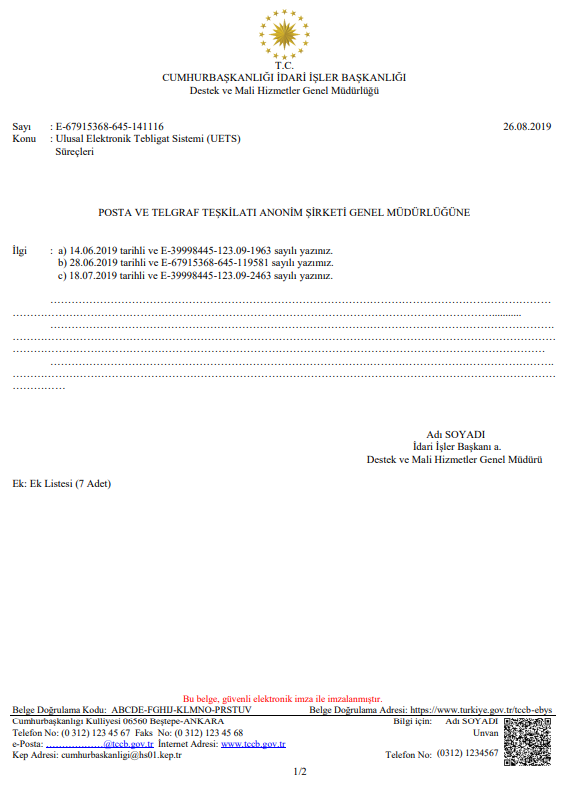 T.C.
CUMHURBAŞKANLIĞI İDARİ İŞLER BAŞKANLIĞI
Destek ve Mali Hizmetler Genel Müdürlüğü
Sayı : E-67915368-645-141116 26.08.2019
Konu : Ulusal Elektronik Tebligat Sistemi (UETS)
Süreçleri
POSTA VE TELGRAF TEŞKİLATI ANONİM ŞİRKETİ GENEL MÜDÜRLÜĞÜNE
İlgi : a) 14.06.2019 tarihli ve E-39998445-123.09-1963 sayılı yazınız.
b) 28.06.2019 tarihli ve E-67915368-645-119581 sayılı yazımız.
c) 18.07.2019 tarihli ve E-39998445-123.09-2463 sayılı yazınız.
Adı SOYADI
İdari İşler Başkanı a.
Destek ve Mali Hizmetler Genel Müdürü
Ek: Ek Listesi (7 Adet)
Bu belge, güvenli elektronik imza ile imzalanmıştır.
Belge Doğrulama Kodu: ABCDE-FGHIJ-KLMNO-PRSTUV Belge Doğrulama Adresi: https://www.turkiye.gov.tr/tccb-ebys
Cumhurbaşkanlığı Külliyesi 06560 Beştepe-ANKARA Bilgi için: Adı SOYADI
Telefon No: (0 312) 123 45 67 Faks No: (0 312) 123 45 68 Unvan
e-Posta: …………………@tccb.gov.tr İnternet Adresi: www.tccb.gov.tr
Kep Adresi: cumhurbaskanligi@hs01.kep.tr Telefon No: (0312) 1234567
1/2